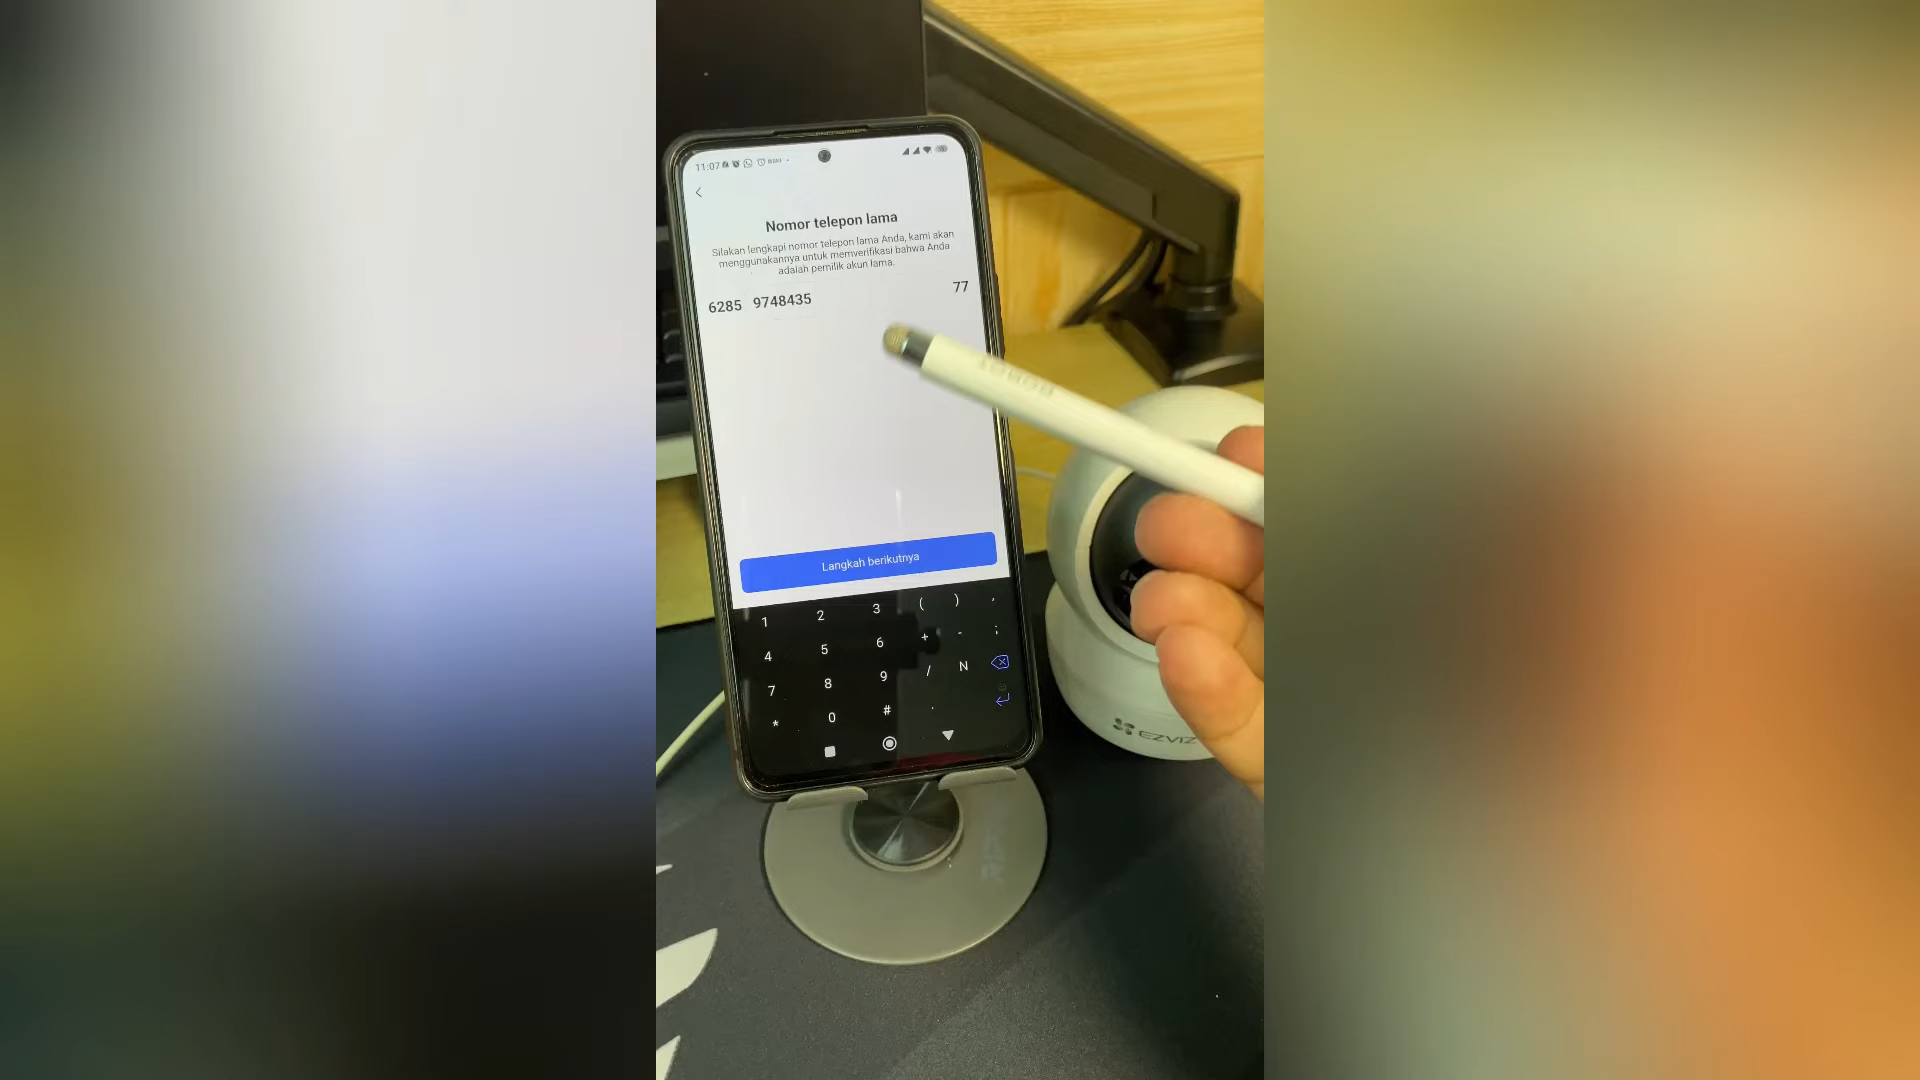 11:07
Nomor telepon lama
Silakan lengkapi nomor telepon lama Anda, kami akan
menggunakannya untuk memverifikasi bahwa Anda
adalah pemilik akun lama.
6285 9748435 77
Langkah berikutnya
1 2 3 ( ) ,
4 5 6 + - ;
7 8 9 / N
* 0 # .
EZVIZ